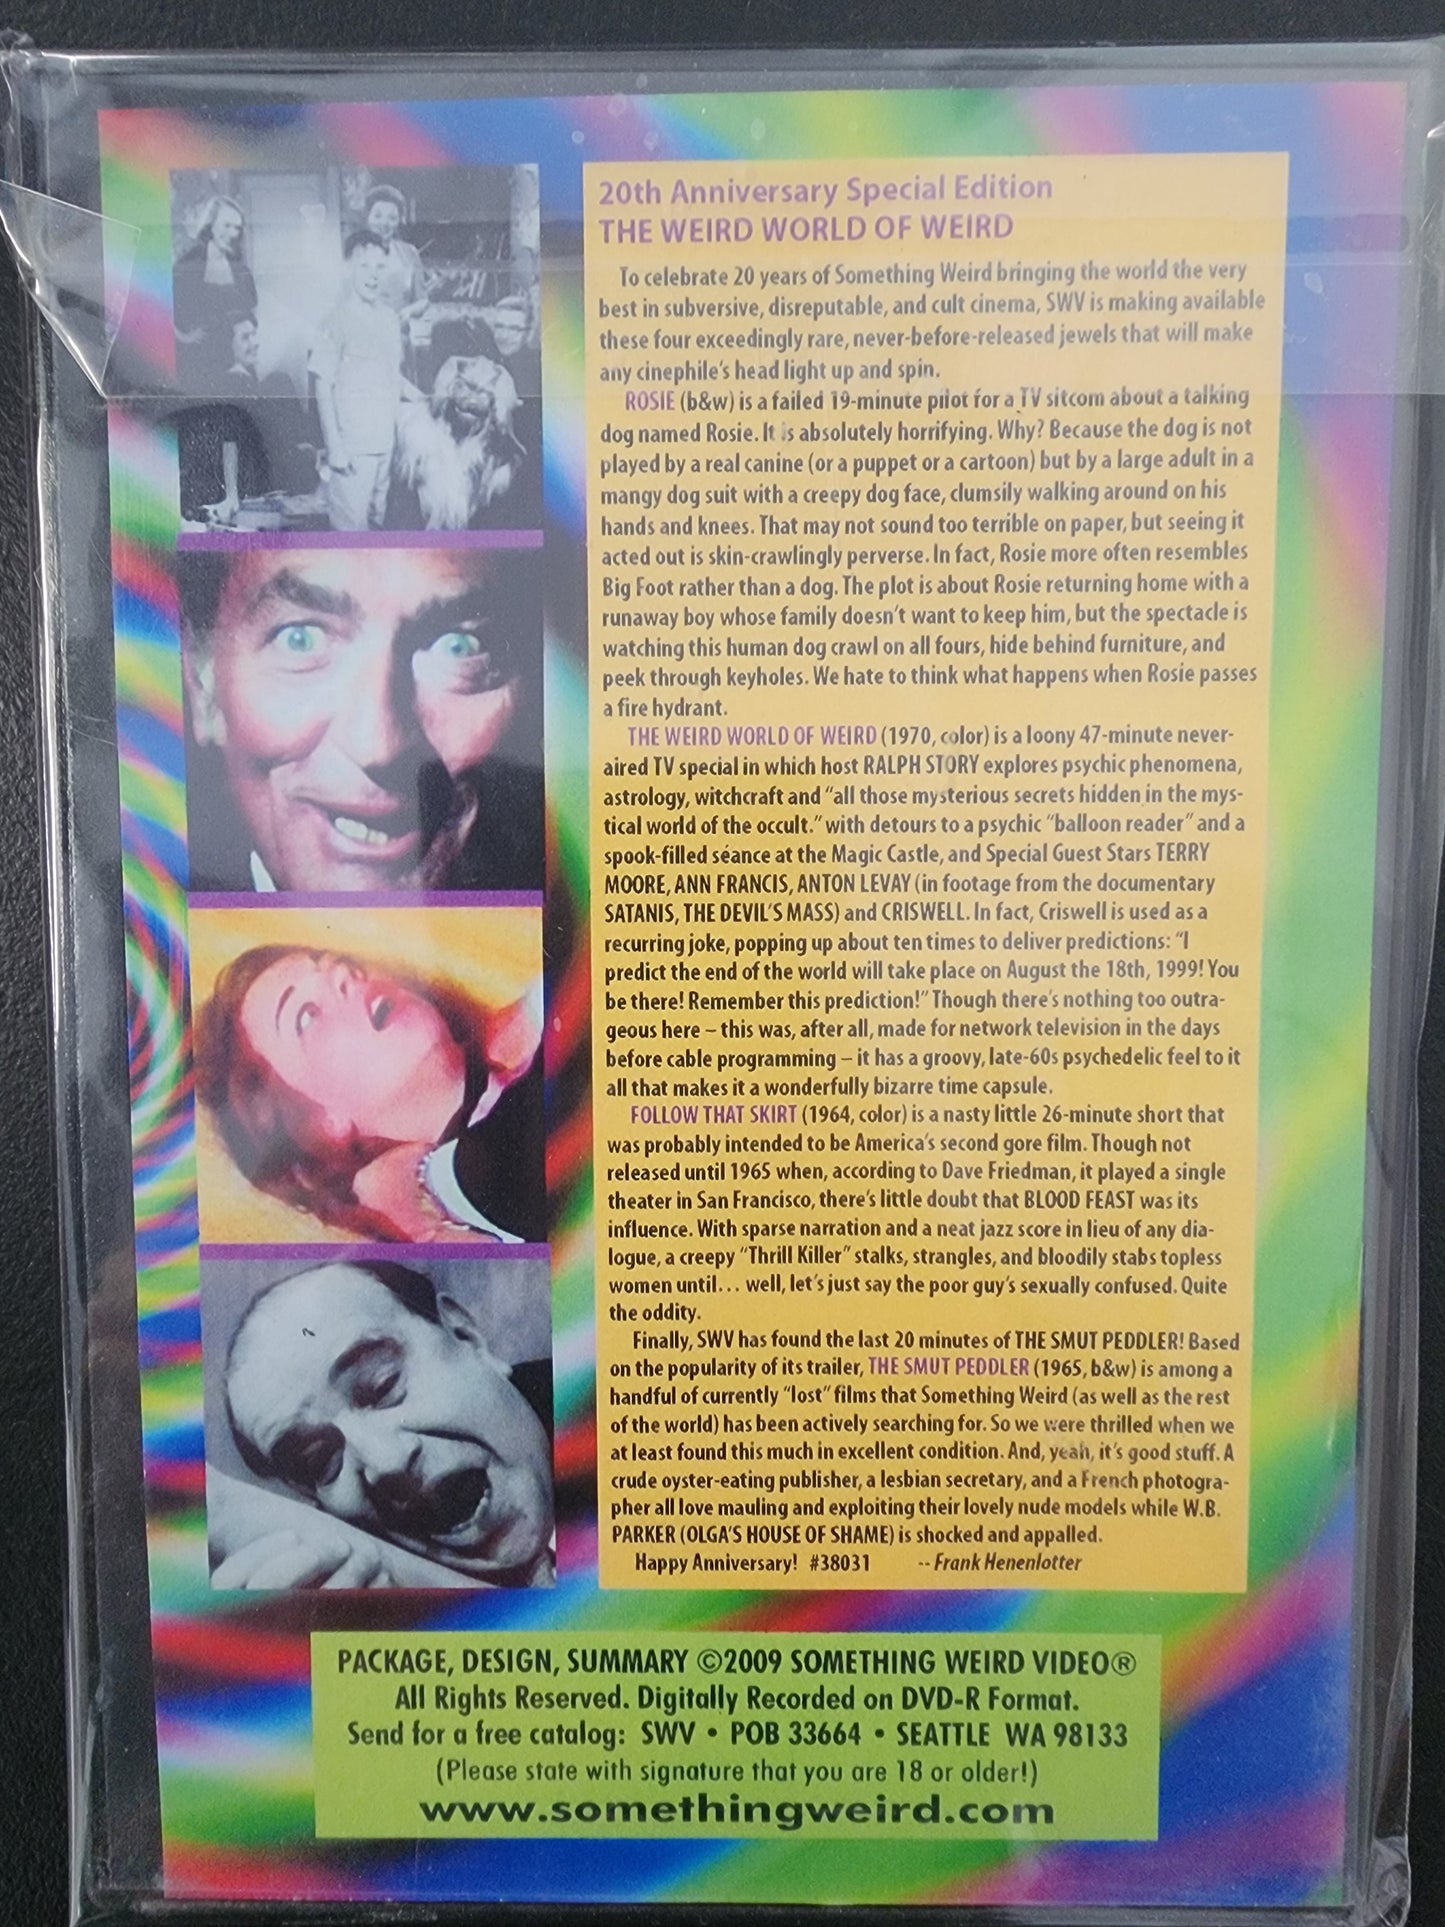 20th Anniversary Special Edition
THE WEIRD WORLD OF WEIRD
To celebrate 20 years of Something Weird bringing the world the very
best in subversive, disreputable, and cult cinema, SWV is making available
these four exceedingly rare, never-before-released jewels that will make
any cinephile's head light up and spin.
ROSIE (b&w) is a failed 19-minute pilot for a TV sitcom about a talking
dog named Rosie. It is absolutely horrifying. Why? Because the dog is not
played by a real canine (or a puppet or a cartoon) but by a large adult in a
mangy dog suit with a creepy dog face, clumsily walking around on his
hands and knees. That may not sound too terrible on paper, but seeing it
acted out is skin-crawlingly perverse. In fact, Rosie more often resembles
Big Foot rather than a dog. The plot is about Rosie returning home with a
runaway boy whose family doesn't want to keep him, but the spectacle is
watching this human dog crawl on all fours, hide behind furniture, and
peek through keyholes. We hate to think what happens when Rosie passes
a fire hydrant.
THE WEIRD WORLD OF WEIRD (1970, color) is a loony 47-minute never-
aired TV special in which host RALPH STORY explores psychic phenomena,
astrology, witchcraft and "all those mysterious secrets hidden in the mys-
tical world of the occult." with detours to a psychic "balloon reader" and a
spook-filled séance at the Magic Castle, and Special Guest Stars TERRY
MOORE, ANN FRANCIS, ANTON LEVAY (in footage from the documentary
SATANIS, THE DEVIL'S MASS) and CRISWELL. In fact, Criswell is used as a
recurring joke, popping up about ten times to deliver predictions: "I
predict the end of the world will take place on August the 18th, 1999! You
be there! Remember this prediction!" Though there's nothing too outra-
geous here – this was, after all, made for network television in the days
before cable programming – it has a groovy, late-60s psychedelic feel to it
all that makes it a wonderfully bizarre time capsule.
FOLLOW THAT SKIRT (1964, color) is a nasty little 26-minute short that
was probably intended to be America's second gore film. Though not
released until 1965 when, according to Dave Friedman, it played a single
theater in San Francisco, there's little doubt that BLOOD FEAST was its
influence. With sparse narration and a neat jazz score in lieu of any dia-
logue, a creepy "Thrill Killer" stalks, strangles, and bloodily stabs topless
women until... well, let's just say the poor guy's sexually confused. Quite
the oddity.
Finally, SWV has found the last 20 minutes of THE SMUT PEDDLER! Based
on the popularity of its trailer, THE SMUT PEDDLER (1965, b&w) is among a
handful of currently "lost" films that Something Weird (as well as the rest
of the world) has been actively searching for. So we were thrilled when we
at least found this much in excellent condition. And, yeah, it's good stuff. A
crude oyster-eating publisher, a lesbian secretary, and a French photogra-
pher all love mauling and exploiting their lovely nude models while W.B.
PARKER (OLGA'S HOUSE OF SHAME) is shocked and appalled.
Happy Anniversary! #38031 -- Frank Henenlotter
PACKAGE, DESIGN, SUMMARY ©2009 SOMETHING WEIRD VIDEO®
All Rights Reserved. Digitally Recorded on DVD-R Format.
Send for a free catalog: SWV • POB 33664 • SEATTLE WA 98133
(Please state with signature that you are 18 or older!)
www.somethingweird.com